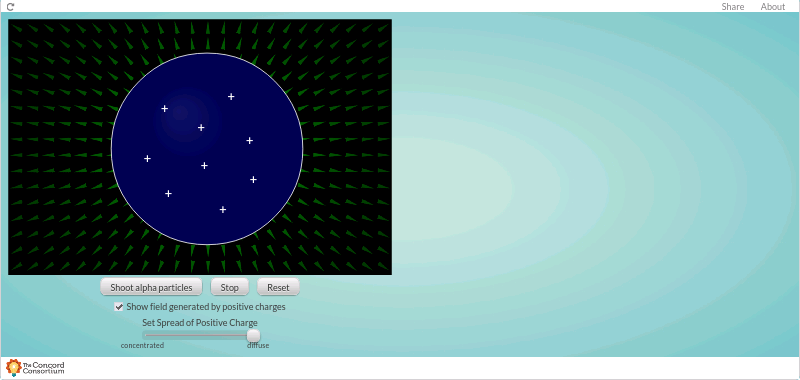 Share About
+
+
+
+
+
+
+
+
+
Shoot alpha particles Stop Reset
Show field generated by positive charges
Set Spread of Positive Charge
concentrated diffuse
The Concord
Consortium